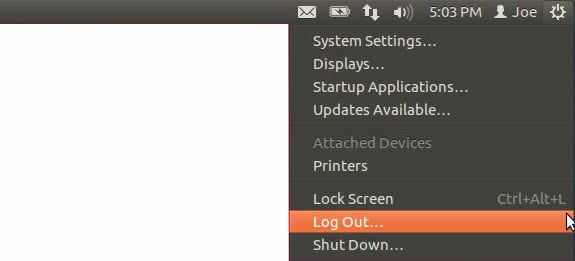 5:03 PM Joe
System Settings...
Displays...
Startup Applications...
Updates Available...
Attached Devices
Printers
Lock Screen Ctrl+Alt+L
Log Out...
Shut Down...